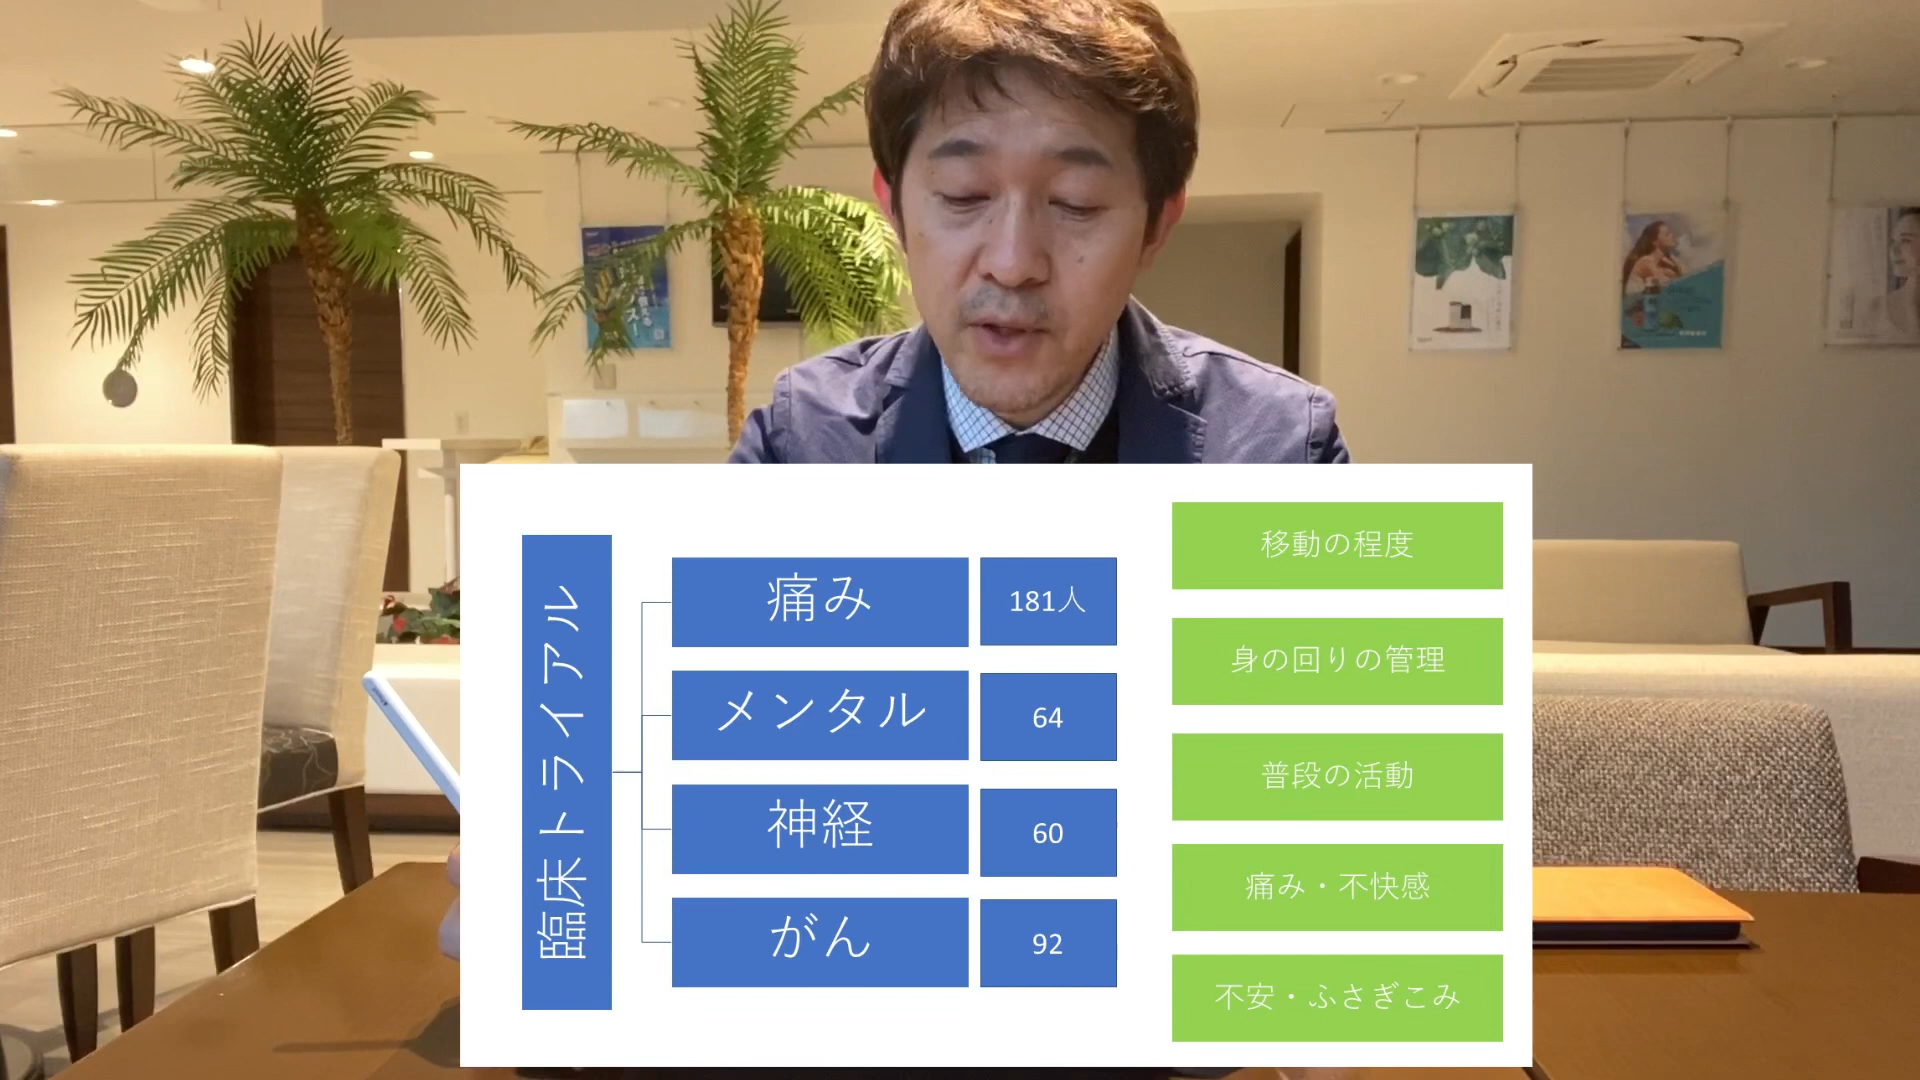 臨床トライアル
痛み
181人
メンタル
64
神経
60
がん
92
移動の程度
身の回りの管理
普段の活動
痛み・不快感
不安・ふさぎこみ